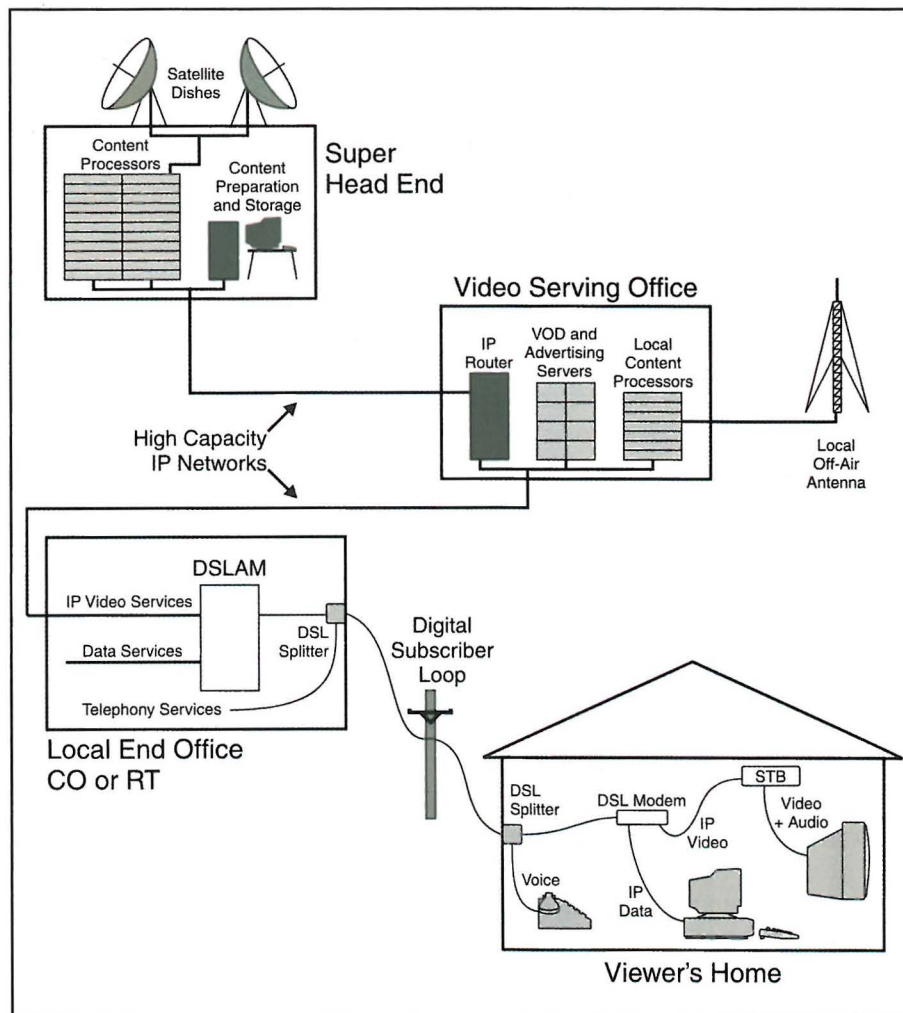 Satellite
Dishes
Content
Processors
Content
Preparation
and Storage
Super
Head End
Video Serving Office
IP
Router
VOD and
Advertising
Servers
Local
Content
Processors
Local
Off-Air
Antenna
High Capacity
IP Networks
DSLAM
IP Video Services
Data Services
Telephony Services
DSL
Splitter
Local End Office
CO or RT
Digital
Subscriber
Loop
DSL
Splitter
DSL Modem
STB
Video
+ Audio
IP
Video
Voice
IP
Data
Viewer's Home